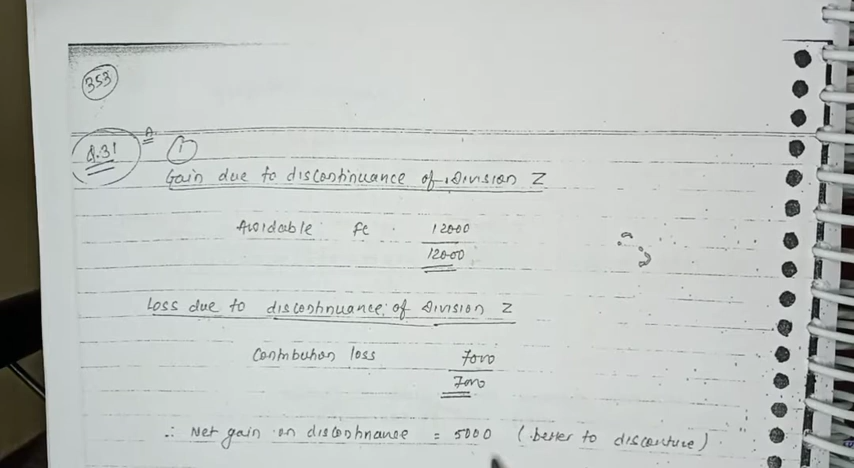 353
Q.31 A ①
Gain due to discontinuance of Division Z
Avoidable Fc 12000
12000
Loss due to discontinuance of Division Z
Contribution loss 7000
7000
∴ Net gain on discontinuance = 5000 (better to discontinue)